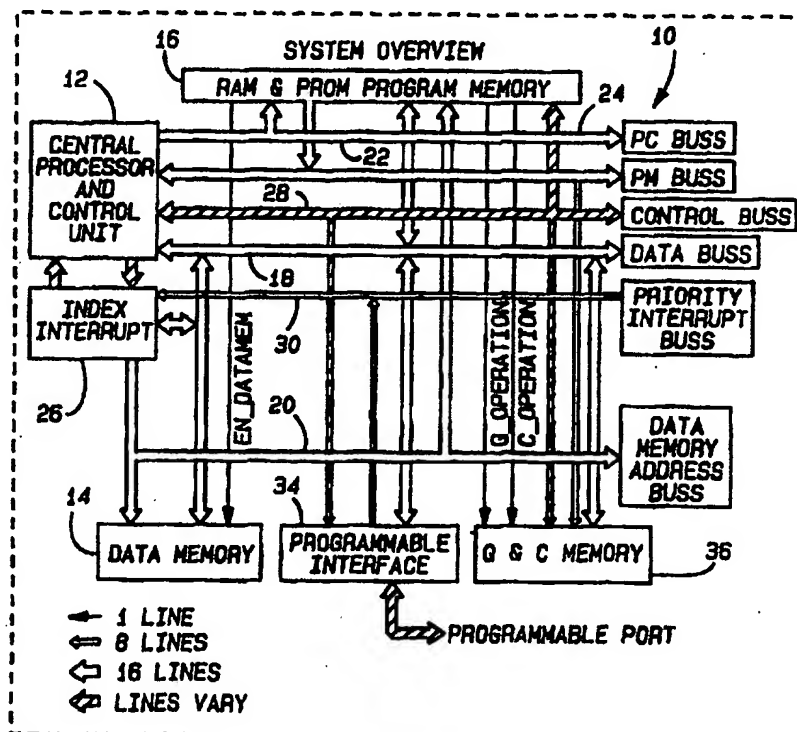 SYSTEM OVERVIEW
10
16
RAM & PROM PROGRAM MEMORY
12
24
CENTRAL
PROCESSOR
AND
CONTROL
UNIT
22
PC BUSS
PM BUSS
28
CONTROL BUSS
DATA BUSS
18
INDEX
INTERRUPT
30
PRIORITY
INTERRUPT
BUSS
26
EN_DATAMEM
Q_OPERATION
C_OPERATION
20
DATA
MEMORY
ADDRESS
BUSS
14
34
DATA MEMORY
PROGRAMMABLE
INTERFACE
Q & C MEMORY
36
1 LINE
8 LINES
16 LINES
LINES VARY
PROGRAMMABLE PORT